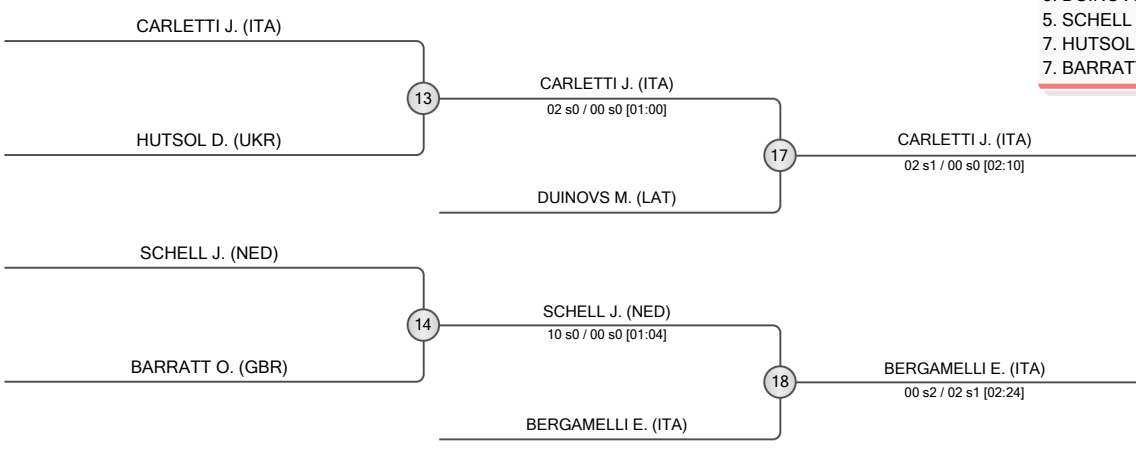 5. SCHELL
7. HUTSOL
7. BARRAT
CARLETTI J. (ITA)
13
CARLETTI J. (ITA)
02 s0 / 00 s0 [01:00]
HUTSOL D. (UKR)
17
CARLETTI J. (ITA)
02 s1 / 00 s0 [02:10]
DUINOVS M. (LAT)
SCHELL J. (NED)
14
SCHELL J. (NED)
10 s0 / 00 s0 [01:04]
BARRATT O. (GBR)
18
BERGAMELLI E. (ITA)
00 s2 / 02 s1 [02:24]
BERGAMELLI E. (ITA)